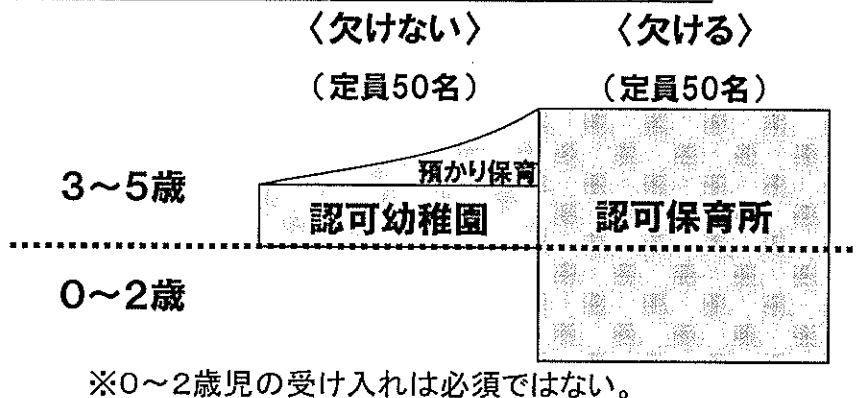 〈欠けない〉 〈欠ける〉
（定員50名） （定員50名）
3～5歳
預かり保育
認可幼稚園 認可保育所
0～2歳
※0～2歳児の受け入れは必須ではない。